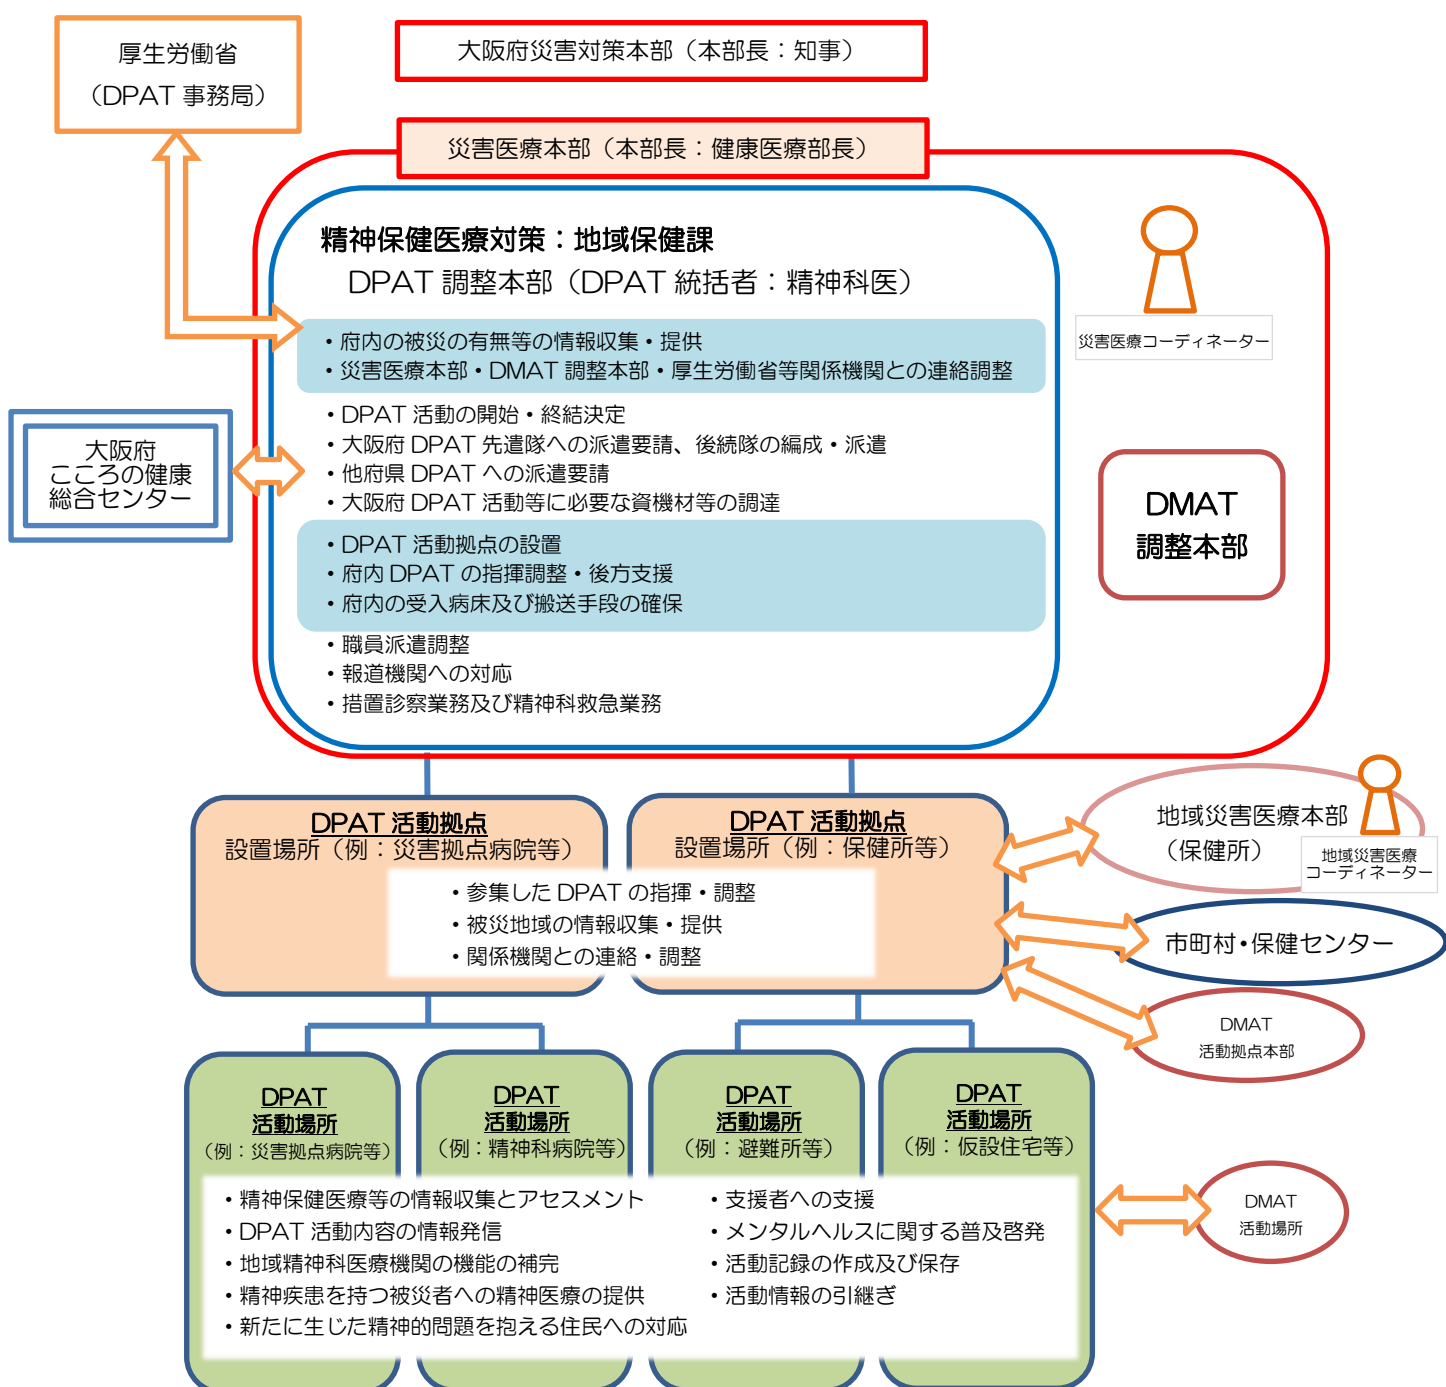 厚生労働省
（DPAT 事務局）
大阪府災害対策本部（本部長：知事）
災害医療本部（本部長：健康医療部長）
精神保健医療対策：地域保健課
DPAT 調整本部（DPAT 統括者：精神科医）
・府内の被災の有無等の情報収集・提供
・災害医療本部・DMAT 調整本部・厚生労働省等関係機関との連絡調整
・DPAT 活動の開始・終結決定
・大阪府 DPAT 先遣隊への派遣要請、後続隊の編成・派遣
・他府県 DPAT への派遣要請
・大阪府 DPAT 活動等に必要な資機材等の調達
・DPAT 活動拠点の設置
・府内 DPAT の指揮調整・後方支援
・府内の受入病床及び搬送手段の確保
・職員派遣調整
・報道機関への対応
・措置診察業務及び精神科救急業務
災害医療コーディネーター
DMAT
調整本部
大阪府
こころの健康
総合センター
DPAT 活動拠点
設置場所（例：災害拠点病院等）
DPAT 活動拠点
設置場所（例：保健所等）
・参集した DPAT の指揮・調整
・被災地域の情報収集・提供
・関係機関との連絡・調整
地域災害医療本部
（保健所）
地域災害医療
コーディネーター
市町村・保健センター
DMAT
活動拠点本部
DPAT
活動場所
（例：災害拠点病院等）
DPAT
活動場所
（例：精神科病院等）
DPAT
活動場所
（例：避難所等）
DPAT
活動場所
（例：仮設住宅等）
・精神保健医療等の情報収集とアセスメント
・DPAT 活動内容の情報発信
・地域精神科医療機関の機能の補完
・精神疾患を持つ被災者への精神医療の提供
・新たに生じた精神的問題を抱える住民への対応
・支援者への支援
・メンタルヘルスに関する普及啓発
・活動記録の作成及び保存
・活動情報の引継ぎ
DMAT
活動場所